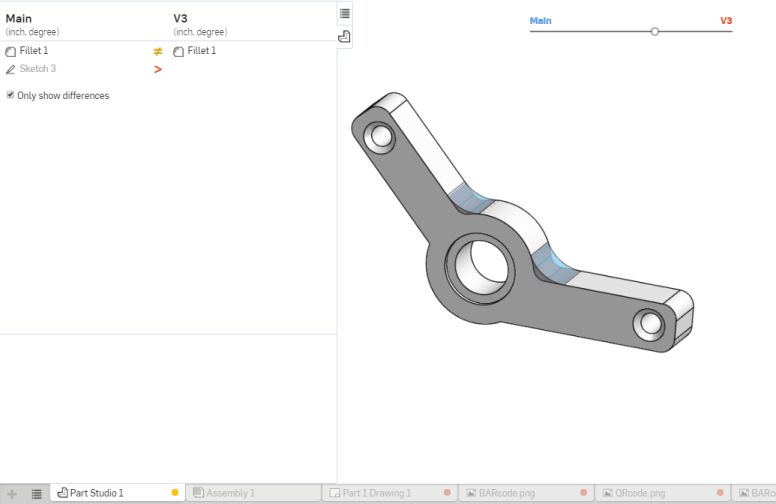 Main V3
(inch, degree) (inch, degree)
Fillet 1 ≠ Fillet 1
Sketch 3 >
Only show differences
Main V3
Part Studio 1 Assembly 1 Part 1 Drawing 1 BARcode.png QRcode.png BARc